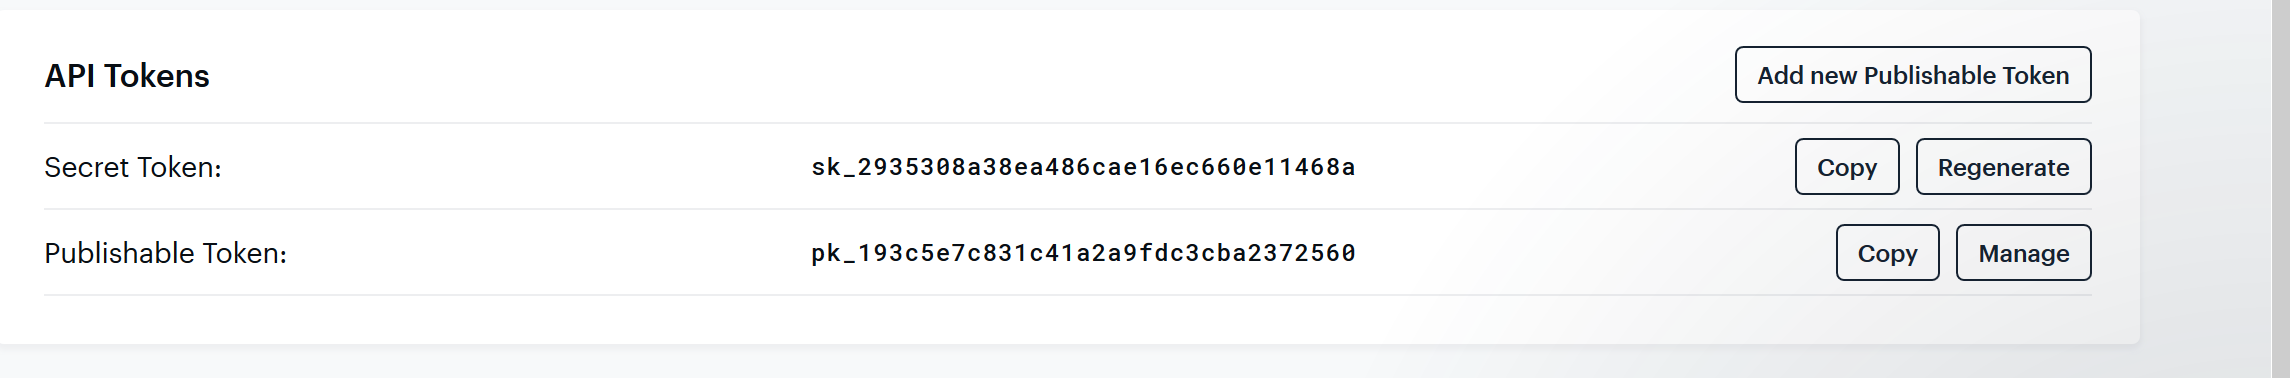 API Tokens
Add new Publishable Token
Secret Token:
sk_2935308a38ea486cae16ec660e11468a
Copy
Regenerate
Publishable Token:
pk_193c5e7c831c41a2a9fdc3cba2372560
Copy
Manage